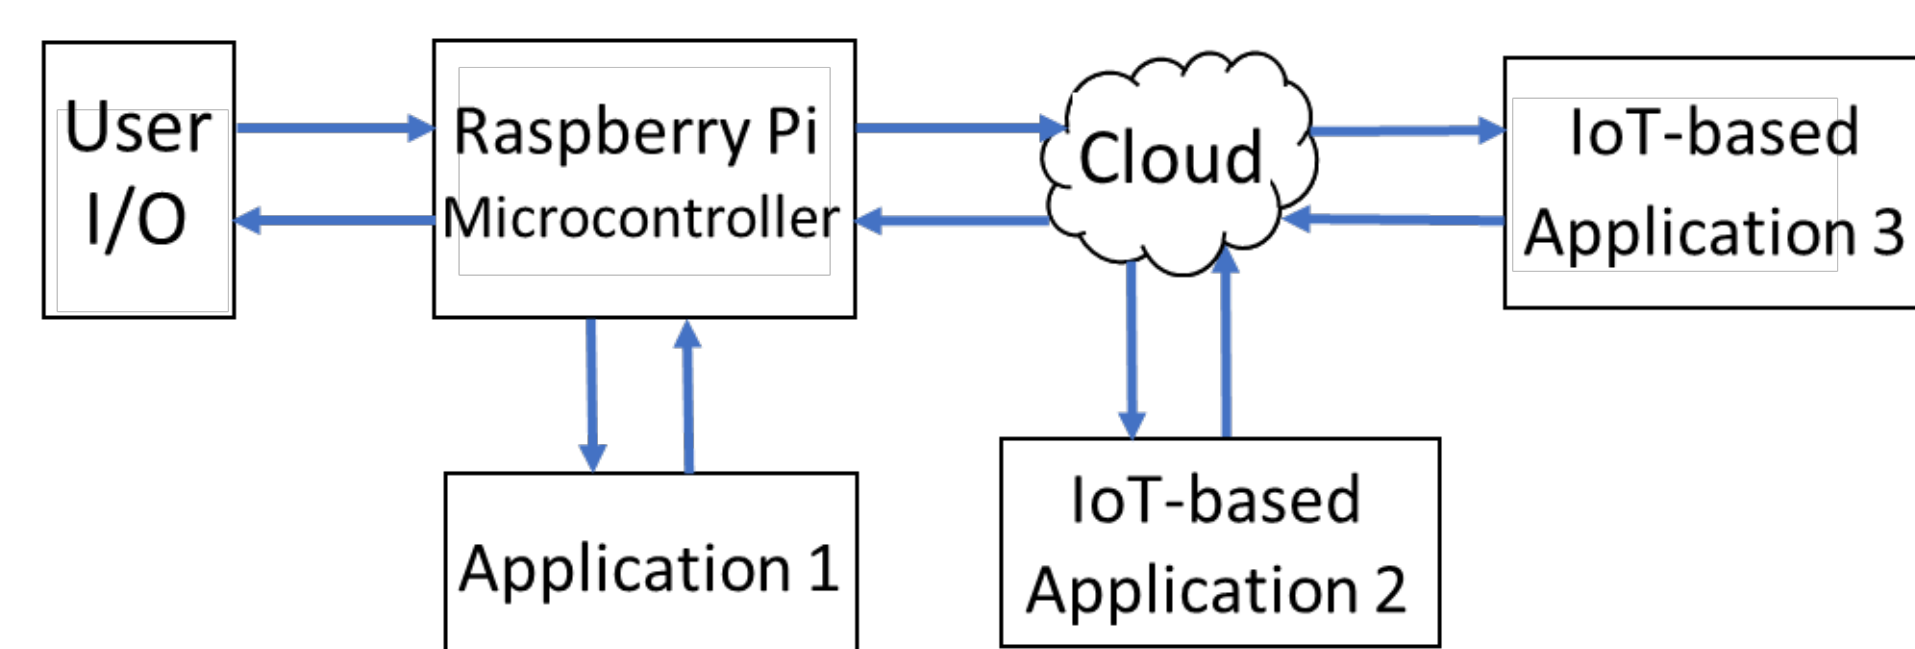 User
I/O
Raspberry Pi
Microcontroller
Cloud
IoT-based
Application 3
Application 1
IoT-based
Application 2